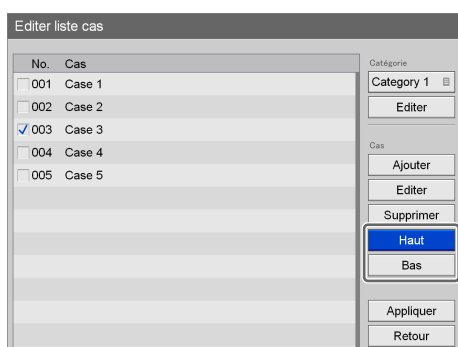 Editer liste cas
No. Cas
001 Case 1
002 Case 2
003 Case 3
004 Case 4
005 Case 5
Catégorie
Category 1
Editer
Cas
Ajouter
Editer
Supprimer
Haut
Bas
Appliquer
Retour